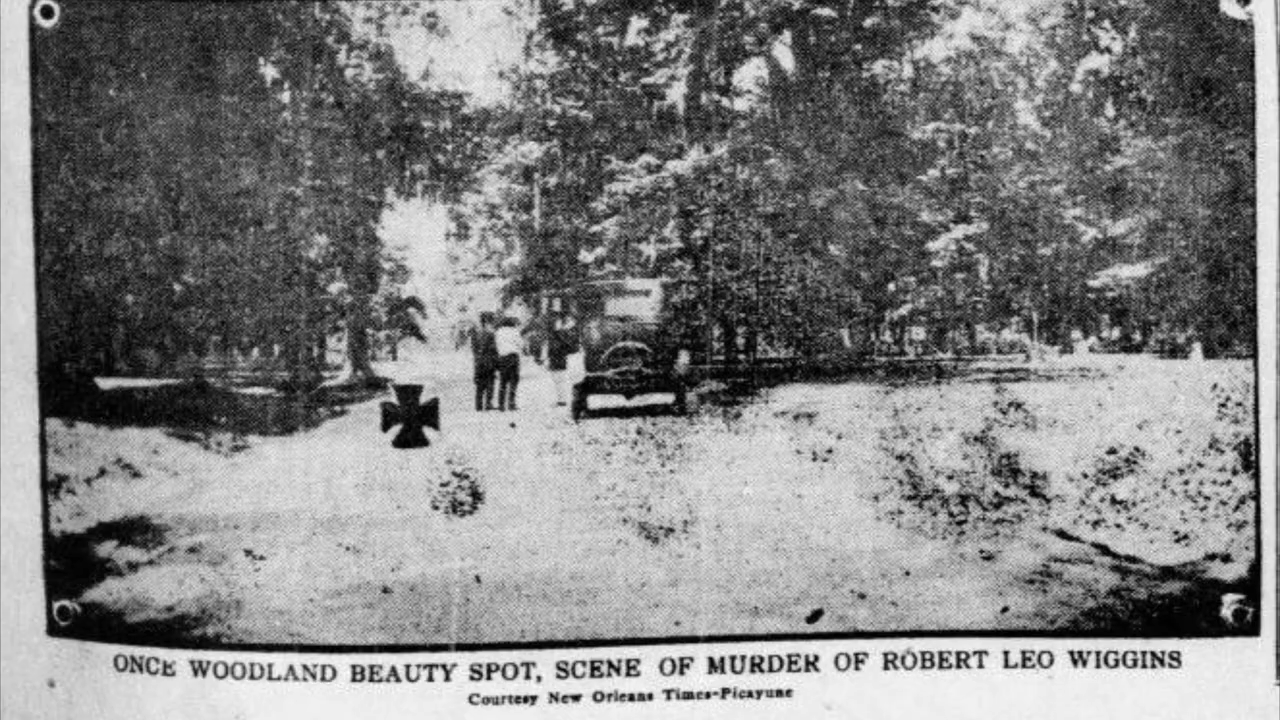 ONCE WOODLAND BEAUTY SPOT, SCENE OF MURDER OF ROBERT LEO WIGGINS
Courtesy New Orleans Times-Picayune